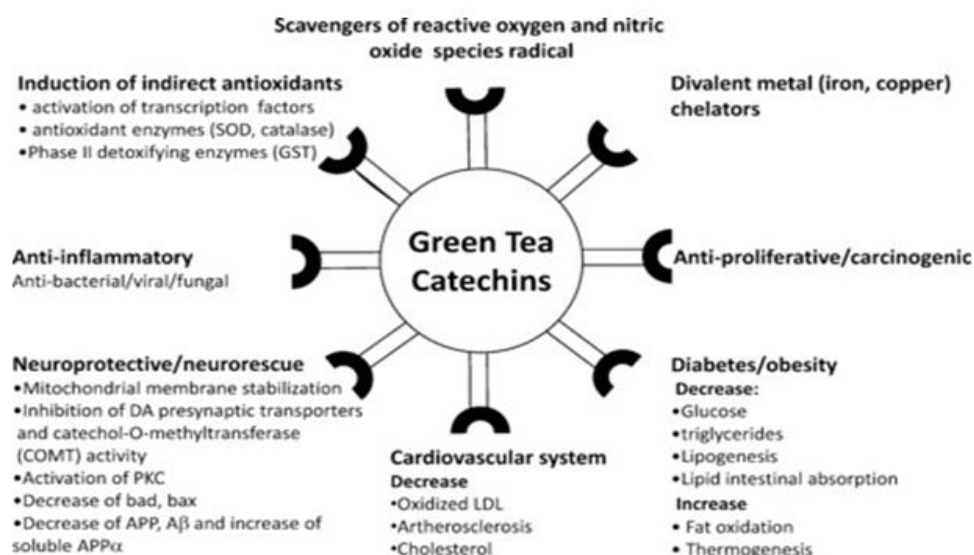 Scavengers of reactive oxygen and nitric
oxide species radical
Induction of indirect antioxidants
• activation of transcription factors
• antioxidant enzymes (SOD, catalase)
•Phase II detoxifying enzymes (GST)
Divalent metal (iron, copper)
chelators
Green Tea
Catechins
Anti-inflammatory
Anti-bacterial/viral/fungal
Anti-proliferative/carcinogenic
Neuroprotective/neurorescue
•Mitochondrial membrane stabilization
•Inhibition of DA presynaptic transporters
and catechol-O-methyltransferase
(COMT) activity
•Activation of PKC
•Decrease of bad, bax
•Decrease of APP, Aβ and increase of
soluble APPα
Cardiovascular system
Decrease
•Oxidized LDL
•Artherosclerosis
•Cholesterol
Diabetes/obesity
Decrease:
•Glucose
•triglycerides
•Lipogenesis
•Lipid intestinal absorption
Increase
• Fat oxidation
• Thermogenesis